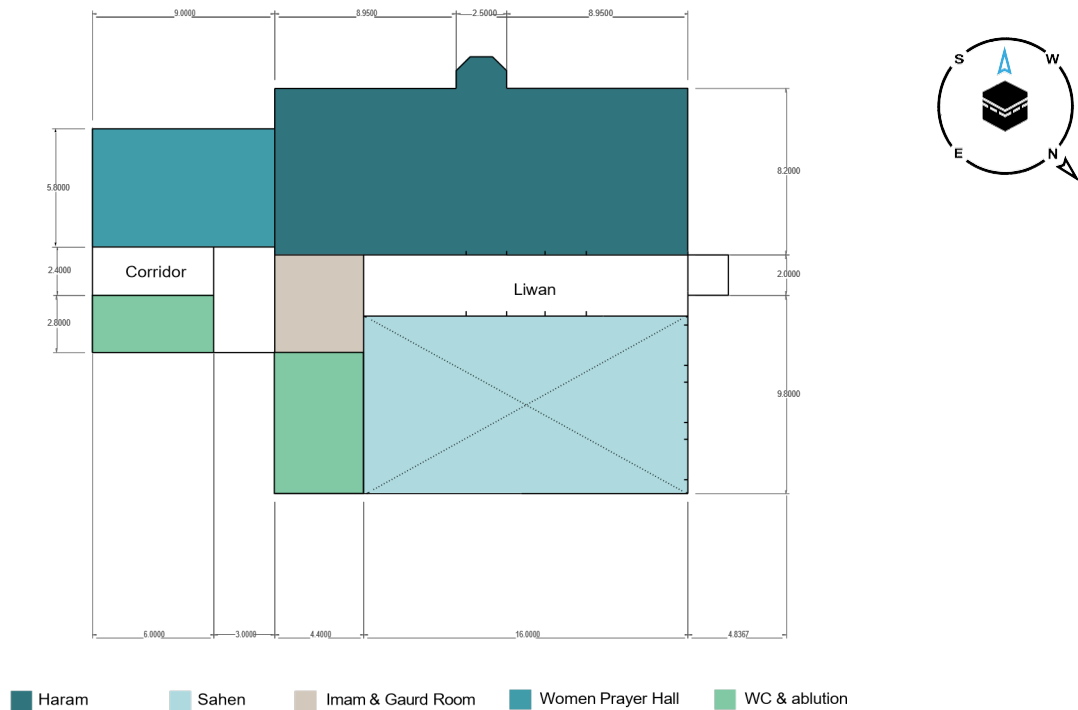 9.0000 8.9500 2.5000 8.9500
S W
E N
5.8000
8.2000
2.4000
Corridor
2.0000
Liwan
2.8000
9.8000
6.0000 3.0000 4.4000 16.0000 4.8367
Haram Sahen Imam & Gaurd Room Women Prayer Hall WC & ablution